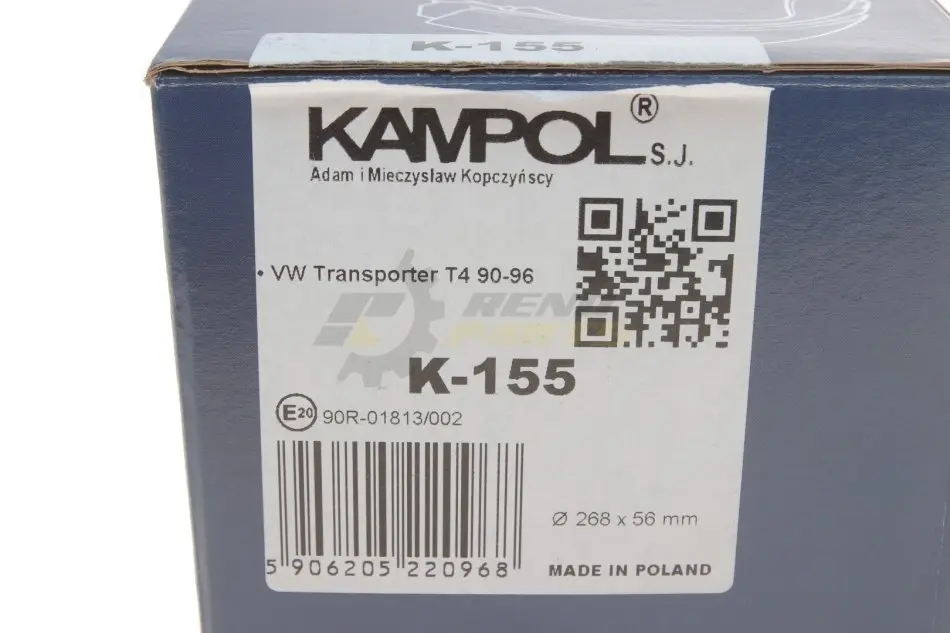 K-155
KAMPOL® S.J.
Adam i Mieczysław Kopczyńscy
• VW Transporter T4 90-96
K-155
E20 90R-01813/002
Ø 268 x 56 mm
5 906205 220968
MADE IN POLAND